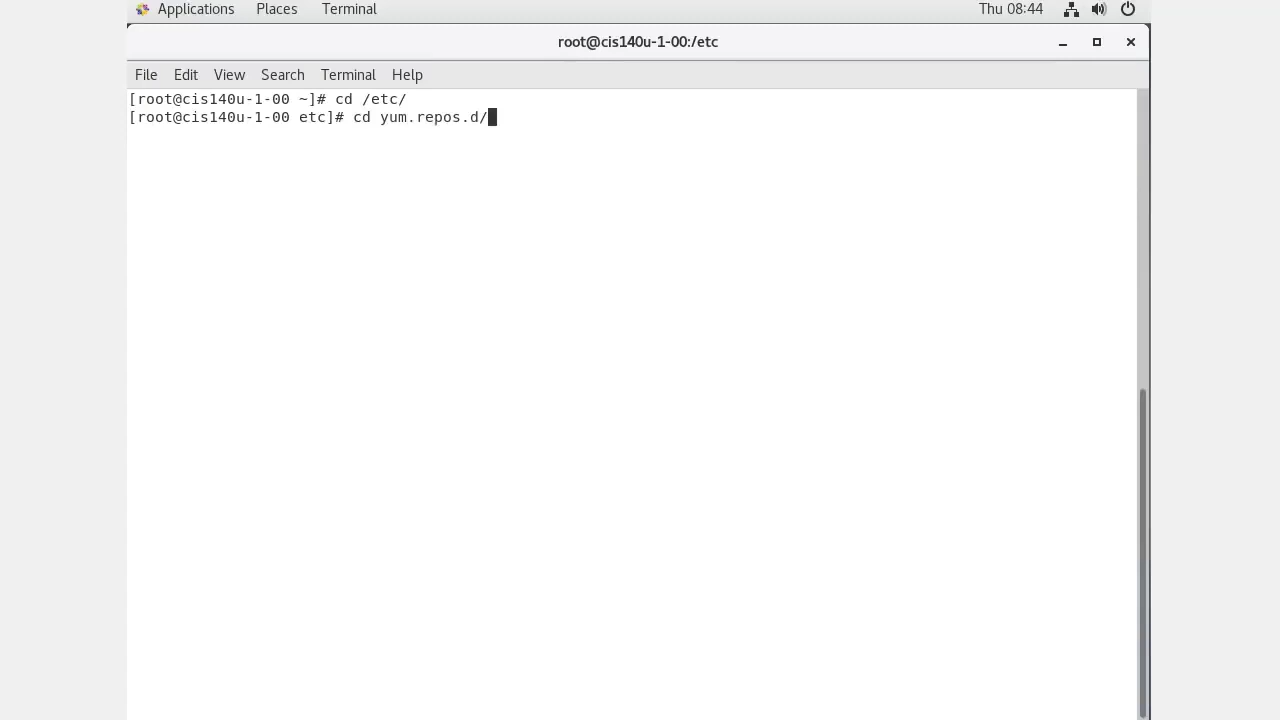 Applications Places Terminal Thu 08:44
root@cis140u-1-00:/etc
File Edit View Search Terminal Help
[root@cis140u-1-00 ~]# cd /etc/
[root@cis140u-1-00 etc]# cd yum.repos.d/